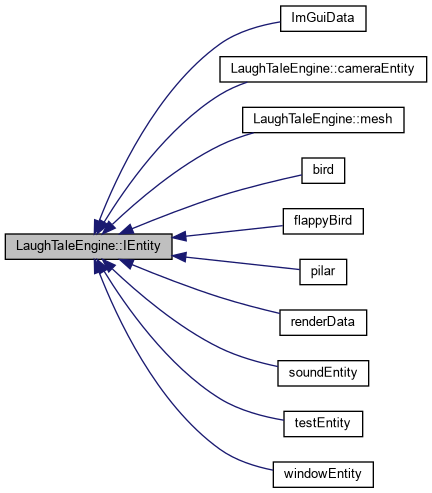 ImGuiData
LaughTaleEngine::cameraEntity
LaughTaleEngine::mesh
bird
flappyBird
LaughTaleEngine::IEntity
pilar
renderData
soundEntity
testEntity
windowEntity